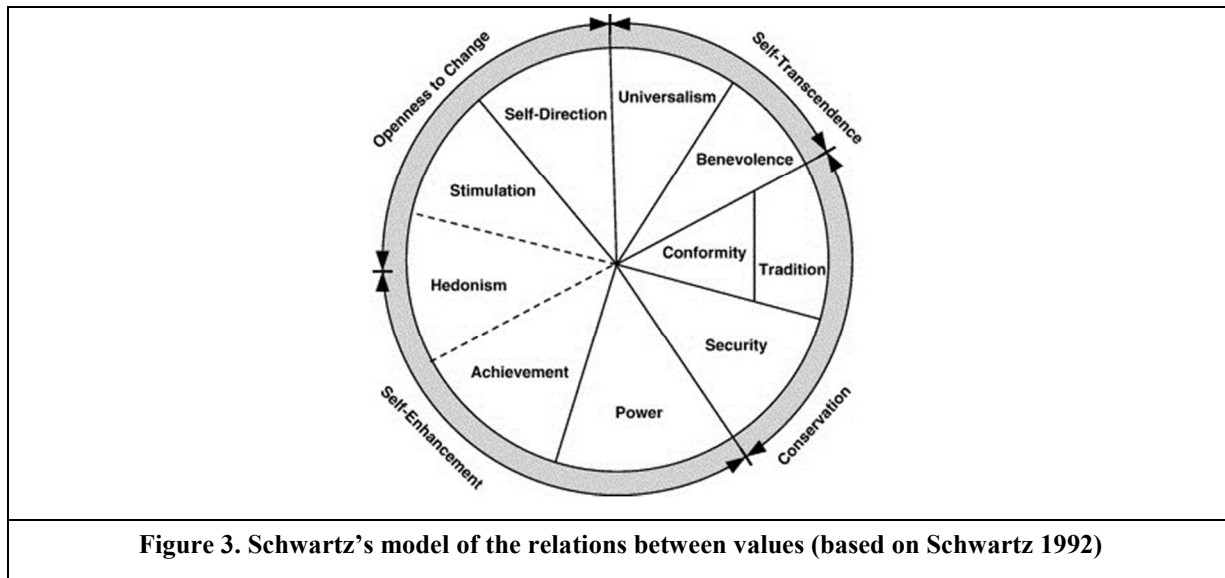 Openness to Change
Self-Transcendence
Self-Direction
Universalism
Stimulation
Benevolence
Conformity
Tradition
Hedonism
Security
Achievement
Power
Self-Enhancement
Conservation
Figure 3. Schwartz’s model of the relations between values (based on Schwartz 1992)